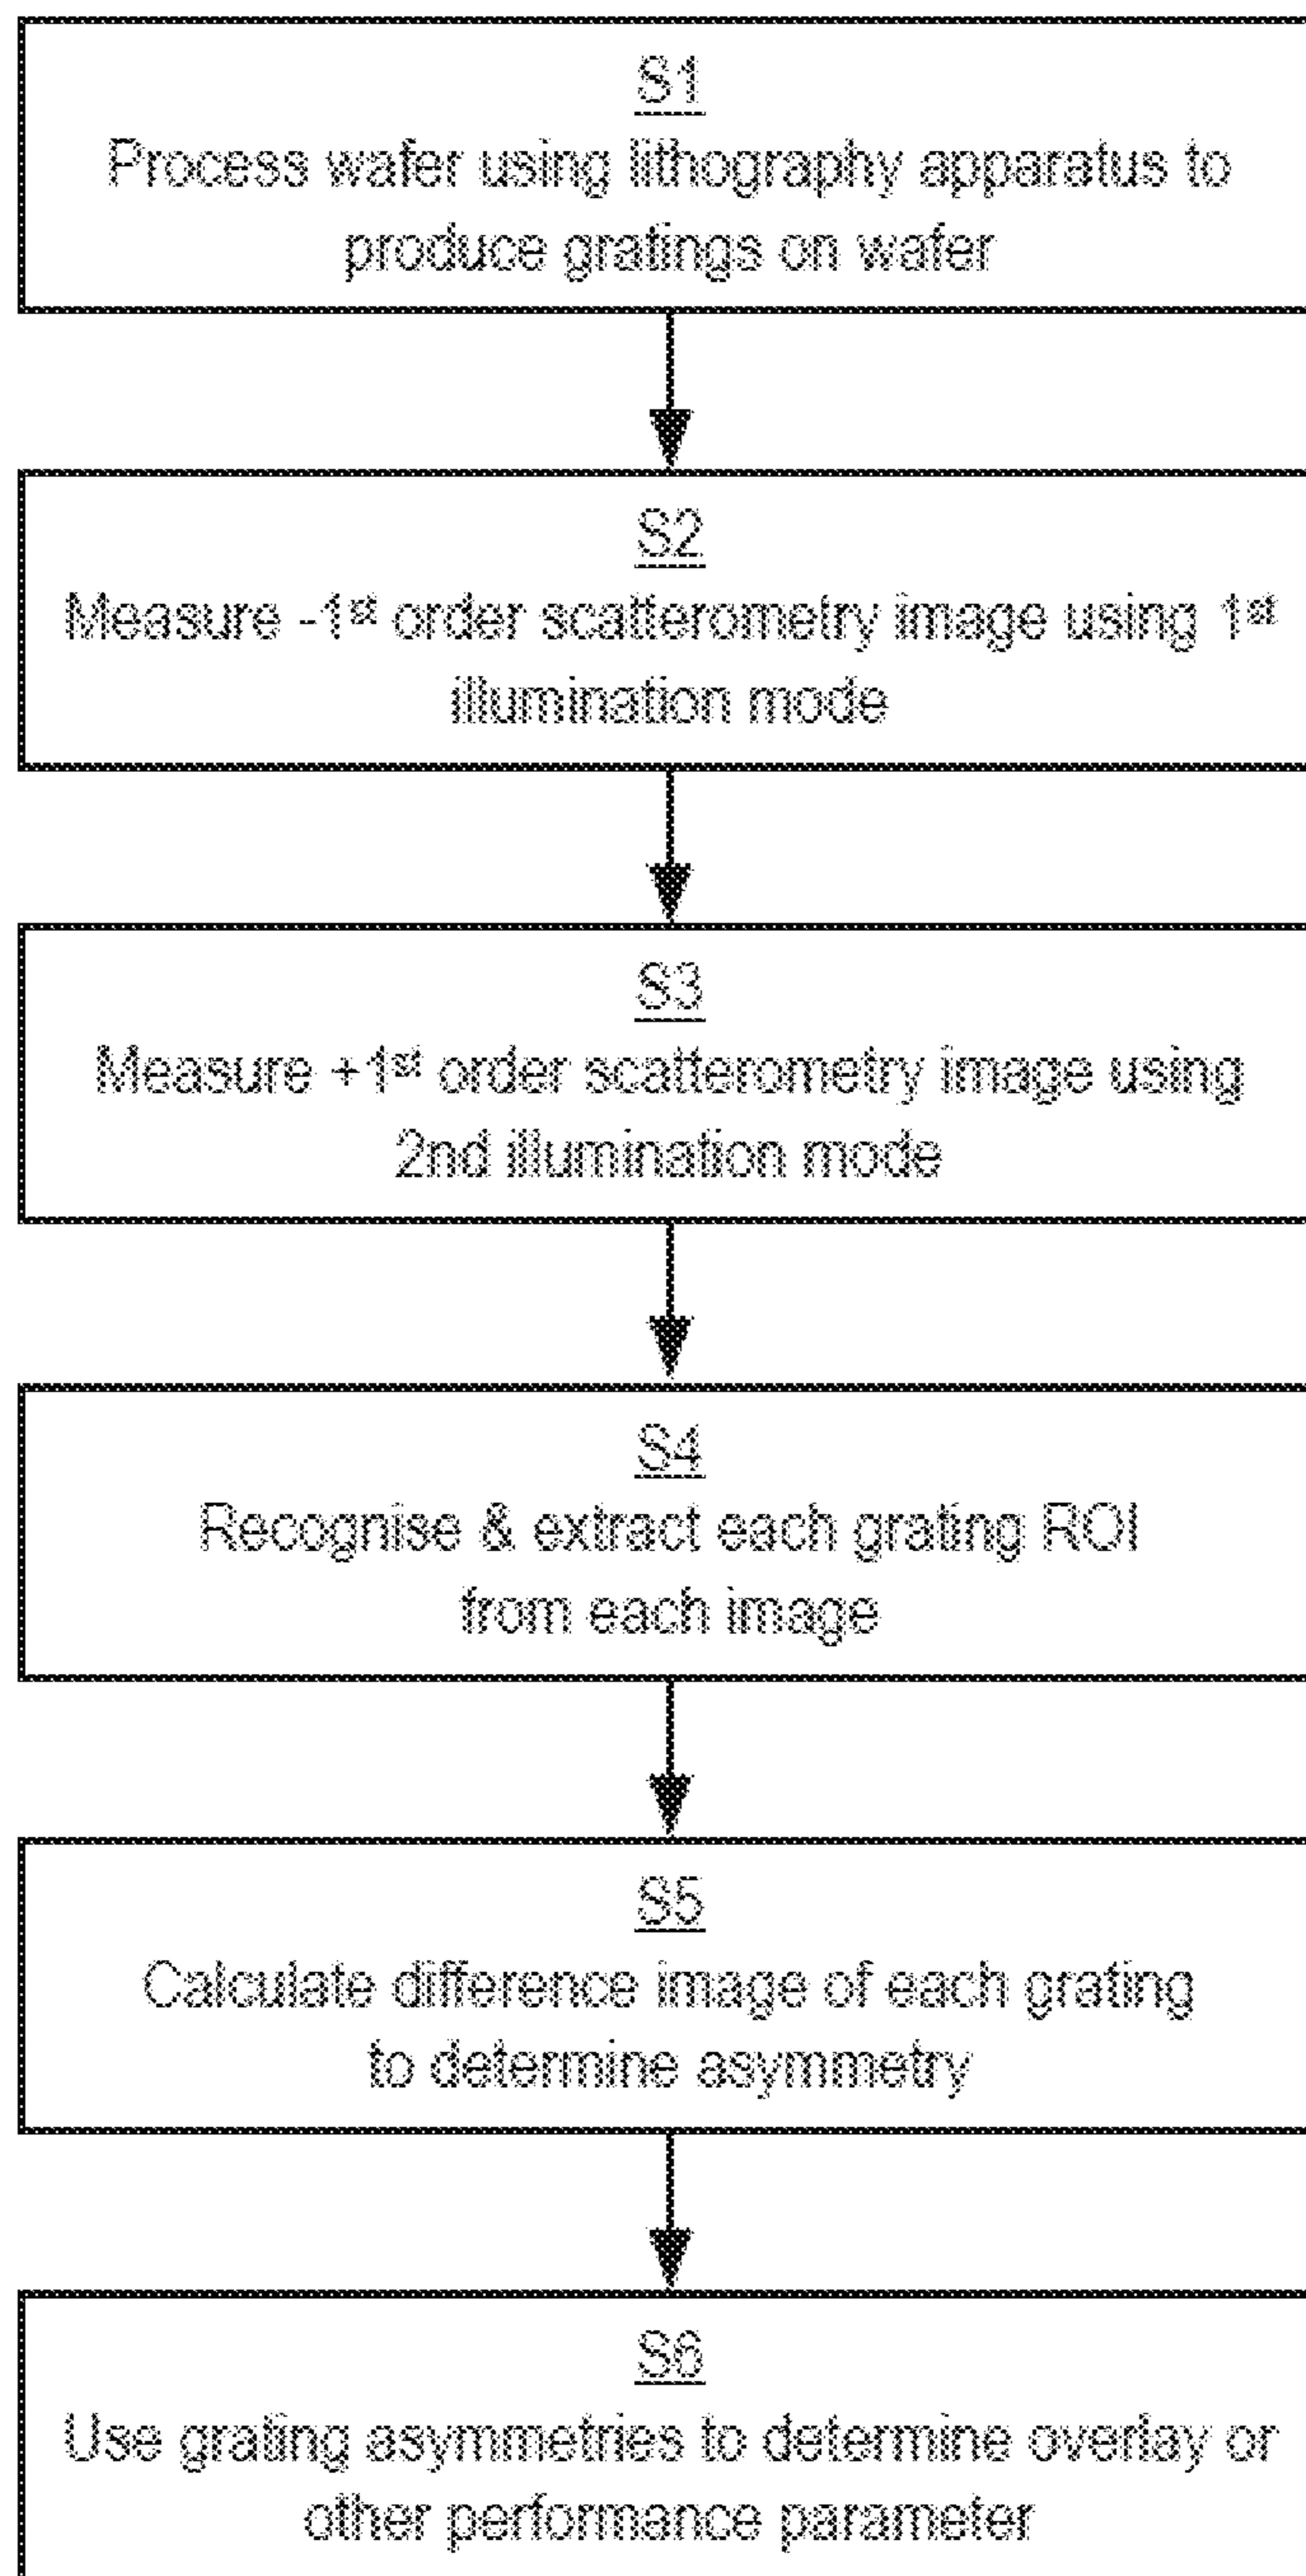 S1
Process wafer using lithography apparatus to
produce gratings on wafer
S2
Measure -1st order scatterometry image using 1st
illumination mode
S3
Measure +1st order scatterometry image using
2nd illumination mode
S4
Recognise & extract each grating ROI
from each image
S5
Calculate difference image of each grating
to determine asymmetry
S6
Use grating asymmetries to determine overlay or
other performance parameter